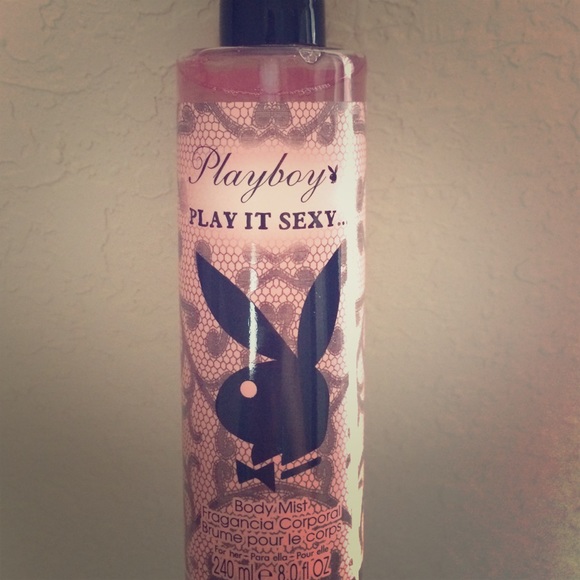 Playboy
PLAY IT SEXY...
Body Mist
Fragancia Corporal
Brume pour le corps
For her - Para ella - Pour elle
240 ml e 8.0 fl.oz